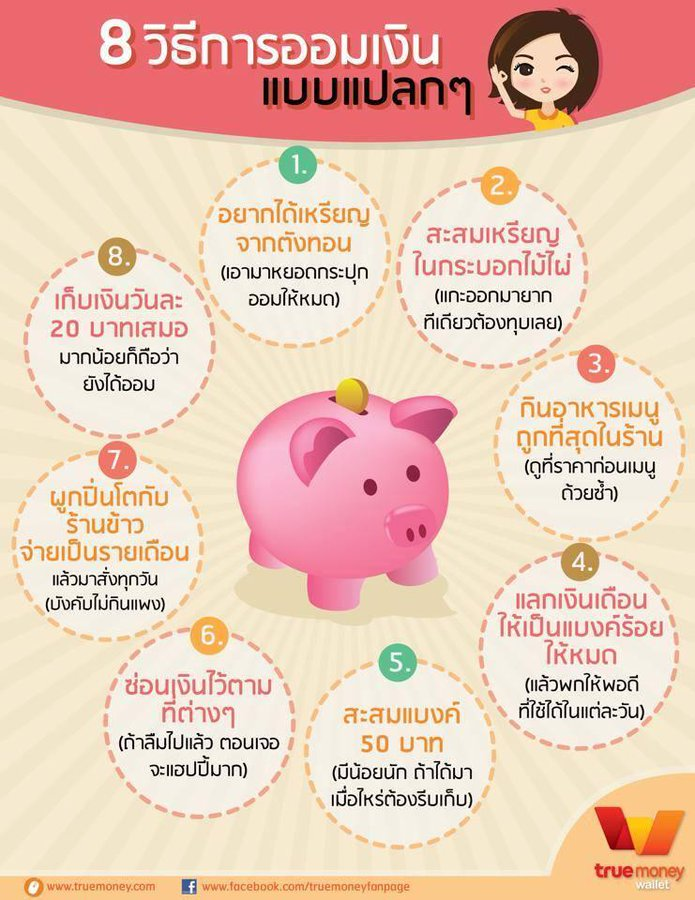 8 วิธีการออมเงิน
แบบแปลกๆ
1.
อยากได้เหรียญ
จากตังทอน
(เอามาหยอดกระปุก
ออมให้หมด)
2.
สะสมเหรียญ
ในกระบอกไม้ไผ่
(แกะออกมายาก
ทีเดียวต้องทุบเลย)
3.
กินอาหารเมนู
ถูกที่สุดในร้าน
(ดูที่ราคาก่อนเมนู
ด้วยซ้ำ)
4.
แลกเงินเดือน
ให้เป็นแบงค์ร้อย
ให้หมด
(แล้วพกให้พอดี
ที่ใช้ได้ในแต่ละวัน)
5.
สะสมแบงค์
50 บาท
(มีน้อยนัก ถ้าได้มา
เมื่อไหร่ต้องรีบเก็บ)
6.
ซ่อนเงินไว้ตาม
ที่ต่างๆ
(ถ้าลืมไปแล้ว ตอนเจอ
จะแฮปปี้มาก)
7.
ผูกปิ่นโตกับ
ร้านข้าว
จ่ายเป็นรายเดือน
แล้วมาสั่งทุกวัน
(บังคับไม่กินแพง)
8.
เก็บเงินวันละ
20 บาทเสมอ
มากน้อยก็ถือว่า
ยังได้ออม
true money
wallet
www.truemoney.com
www.facebook.com/truemoneyfanpage